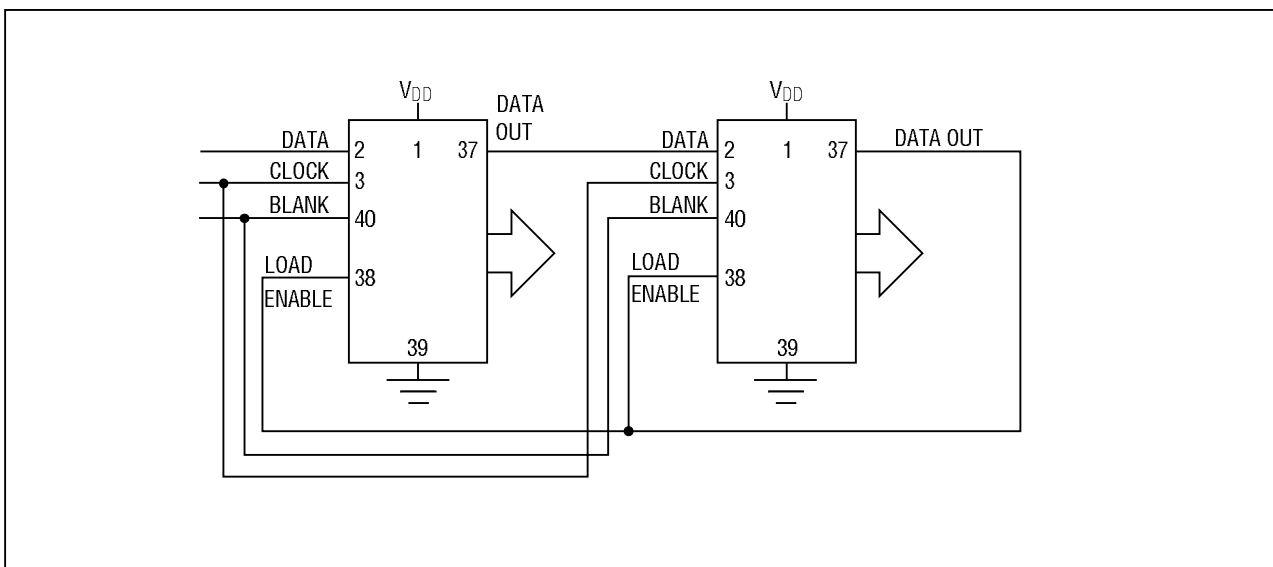 VDD
DATA
2
1
37
DATA
OUT
CLOCK
3
BLANK
40
LOAD
ENABLE
38
39
VDD
DATA
2
1
37
DATA OUT
CLOCK
3
BLANK
40
LOAD
ENABLE
38
39